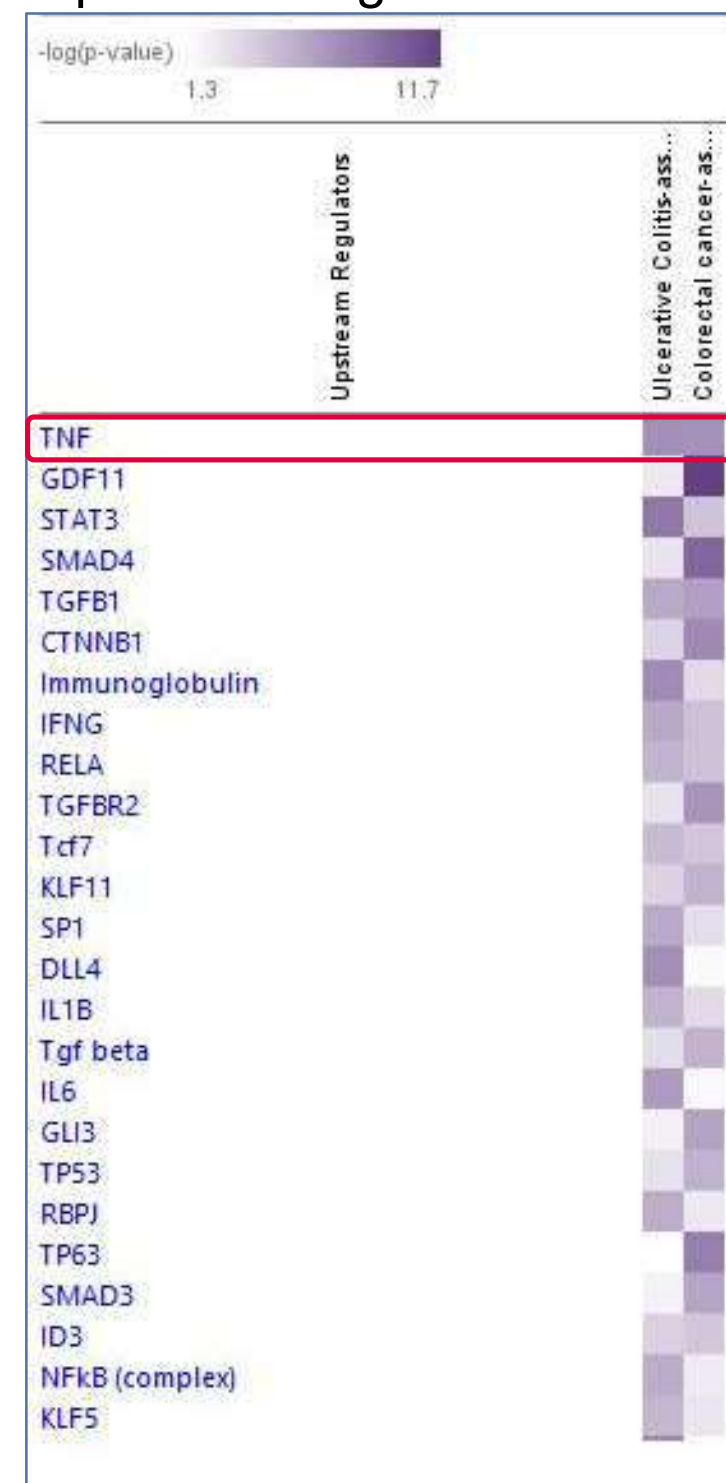 -log(p-value)
1.3 11.7
Upstream Regulators
Ulcerative Colitis-ass...
Colorectal cancer-as...
TNF
GDF11
STAT3
SMAD4
TGFB1
CTNNB1
Immunoglobulin
IFNG
RELA
TGFBR2
Tcf7
KLF11
SP1
DLL4
IL1B
Tgf beta
IL6
GLI3
TP53
RBPJ
TP63
SMAD3
ID3
NFkB (complex)
KLF5